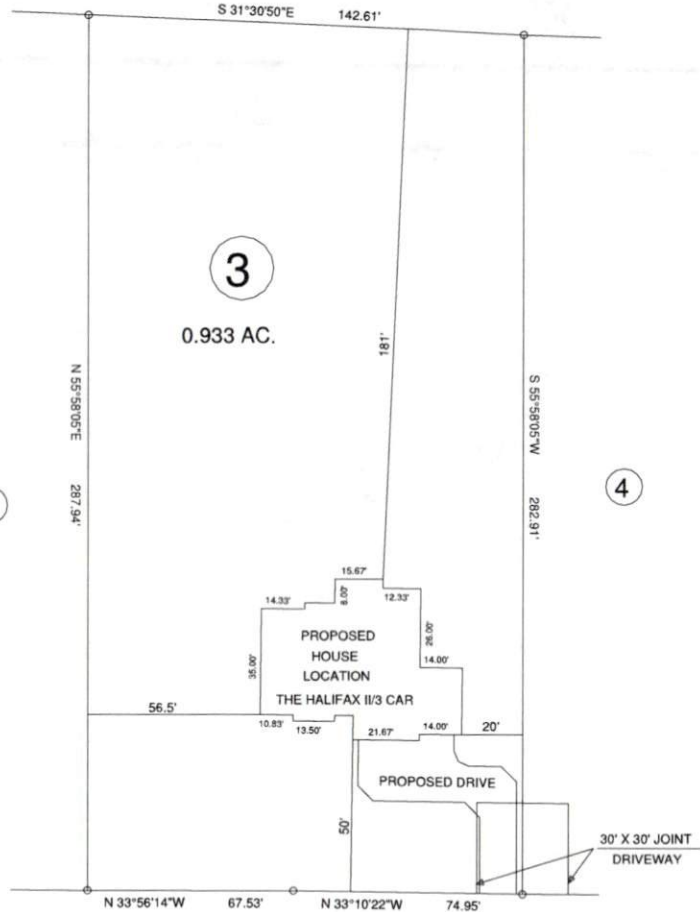 S 31°30'50"E 142.61'
3
0.933 AC.
181'
N 55°58'05"E 287.94'
S 55°58'05"W 282.91'
4
15.67'
14.33'
8.00'
12.33'
PROPOSED
HOUSE
LOCATION
THE HALIFAX II/3 CAR
35.00'
26.00'
14.00'
56.5'
10.83'
13.50'
21.67'
14.00'
20'
PROPOSED DRIVE
50'
30' X 30' JOINT
DRIVEWAY
N 33°56'14"W 67.53' N 33°10'22"W 74.95'